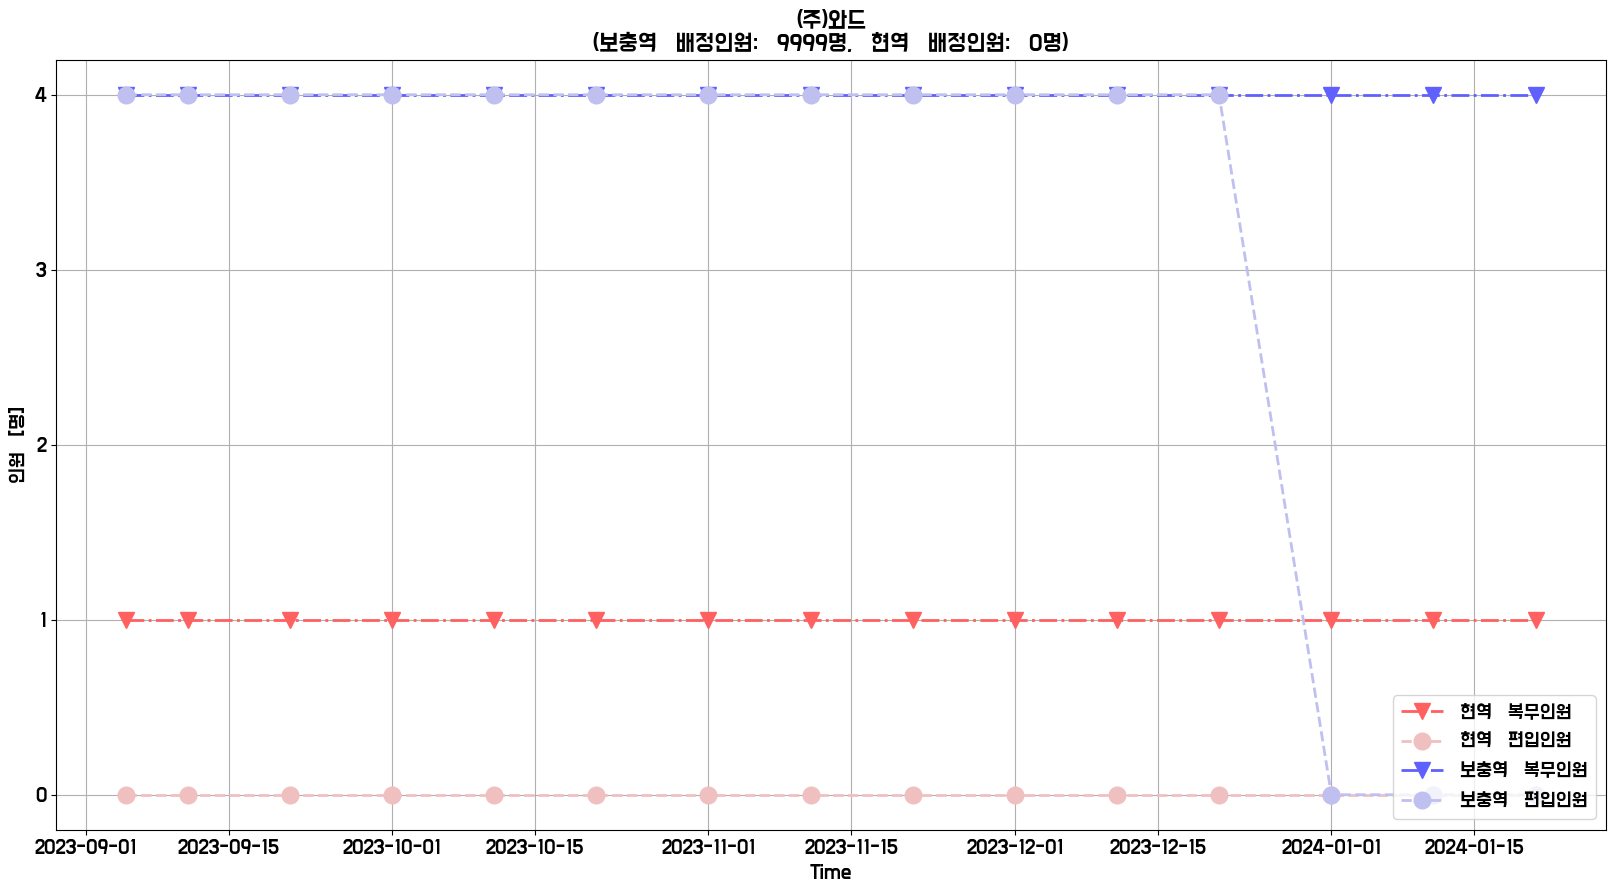 (주)와드
(보충역 배정인원: 9999명, 현역 배정인원: 0명)
인원 [명]
4
3
2
1
0
2023-09-01
2023-09-15
2023-10-01
2023-10-15
2023-11-01
2023-11-15
2023-12-01
2023-12-15
2024-01-01
2024-01-15
Time
현역 복무인원
현역 편입인원
보충역 복무인원
보충역 편입인원